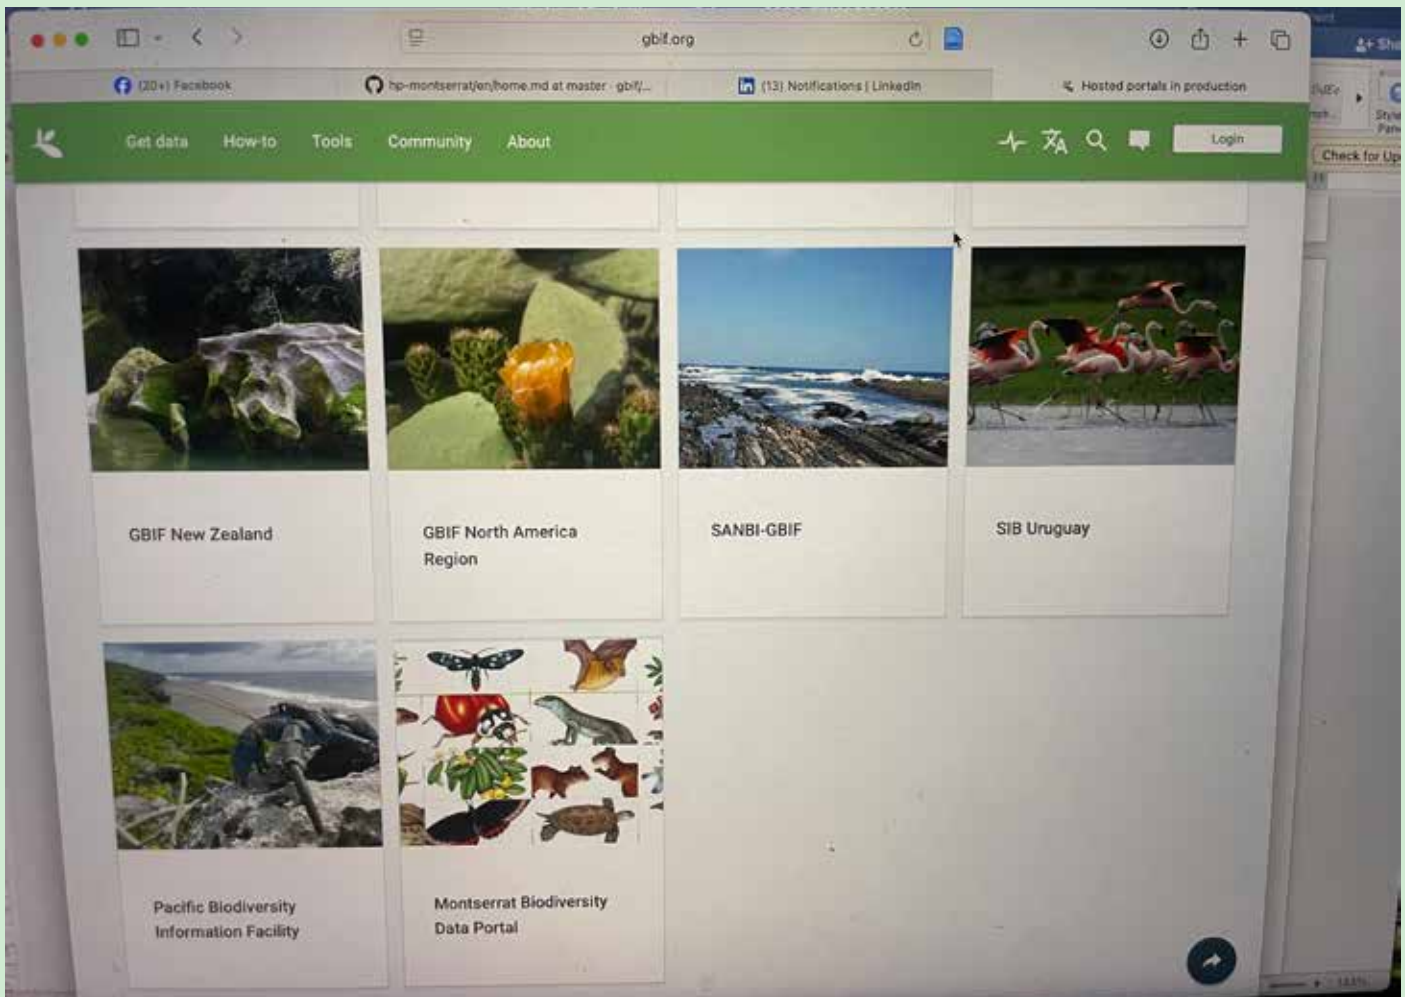 gbif.org
(20+) Facebook
hp-montserrat/en/home.md at master · gbif/...
(13) Notifications | LinkedIn
Hosted portals in production
Get data
How-to
Tools
Community
About
Login
Check for Up
GBIF New Zealand
GBIF North America
Region
SANBI-GBIF
SIB Uruguay
Pacific Biodiversity
Information Facility
Montserrat Biodiversity
Data Portal